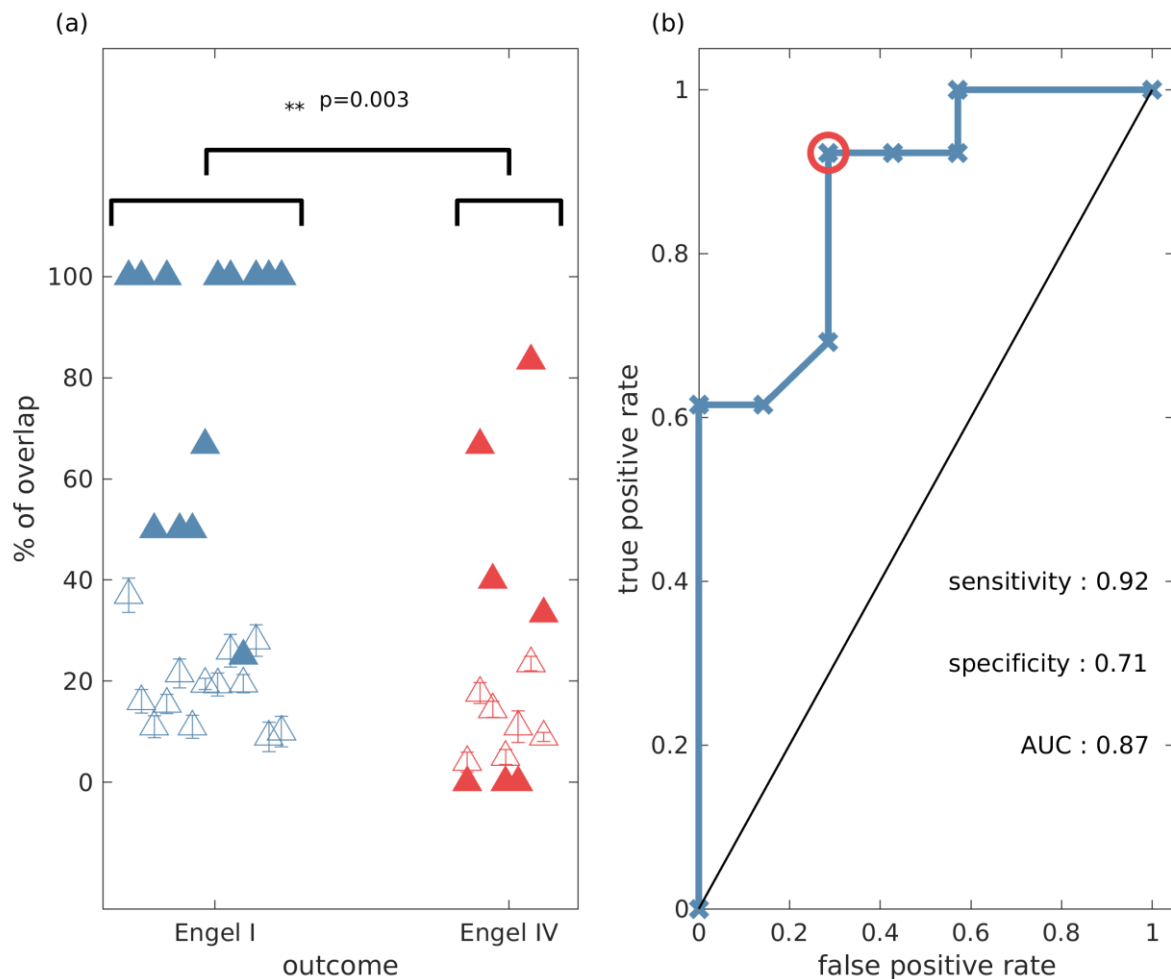 (a)
** p=0.003
100
80
60
40
20
0
% of overlap
Engel I
Engel IV
outcome
(b)
1
0.8
0.6
0.4
0.2
0
true positive rate
sensitivity : 0.92
specificity : 0.71
AUC : 0.87
0
0.2
0.4
0.6
0.8
1
false positive rate